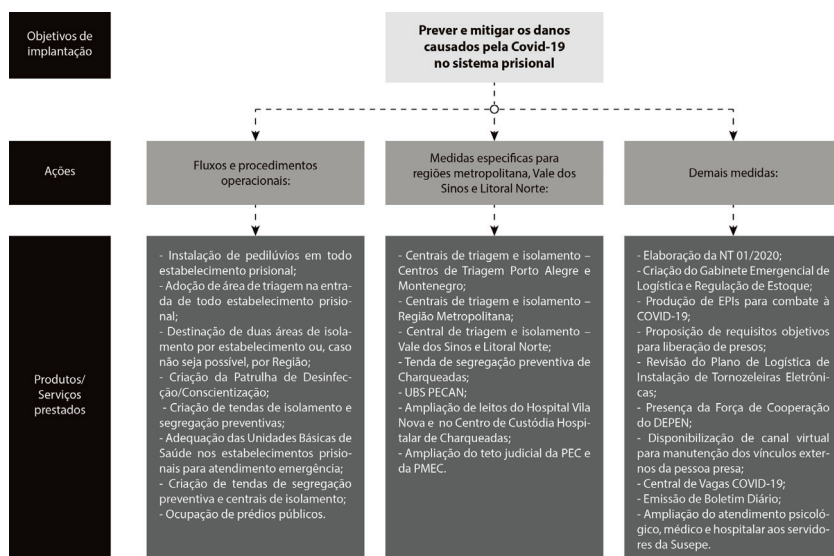 Objetivos de
implantação
Prever e mitigar os danos
causados pela Covid-19
no sistema prisional
Ações
Fluxos e procedimentos
operacionais:
Medidas especificas para
regiões metropolitana, Vale dos
Sinos e Litoral Norte:
Demais medidas:
Produtos/
Serviços
prestados
- Instalação de pedilúvios em todo
estabelecimento prisional;
- Adoção de área de triagem na entra-
da de todo estabelecimento prisio-
nal;
- Destinação de duas áreas de isola-
mento por estabelecimento ou, caso
não seja possível, por Região;
- Criação da Patrulha de Desinfec-
ção/Conscientização;
- Criação de tendas de isolamento e
segregação preventivas;
- Adequação das Unidades Básicas de
Saúde nos estabelecimentos prisio-
nais para atendimento emergência;
- Criação de tendas de segregação
preventiva e centrais de isolamento;
- Ocupação de prédios públicos.
- Centrais de triagem e isolamento –
Centros de Triagem Porto Alegre e
Montenegro;
- Centrais de triagem e isolamento –
Região Metropolitana;
- Central de triagem e isolamento –
Vale dos Sinos e Litoral Norte;
- Tenda de segregação preventiva de
Charqueadas;
- UBS PECAN;
- Ampliação de leitos do Hospital Vila
Nova e no Centro de Custódia Hospi-
talar de Charqueadas;
- Ampliação do teto judicial da PEC e
da PMEC.
- Elaboração da NT 01/2020;
- Criação do Gabinete Emergencial de
Logística e Regulação de Estoque;
- Produção de EPIs para combate à
COVID-19;
- Proposição de requisitos objetivos
para liberação de presos;
- Revisão do Plano de Logística de
Instalação de Tornozeleiras Eletrôni-
cas;
- Presença da Força de Cooperação
do DEPEN;
- Disponibilização de canal virtual
para manutenção dos vínculos exter-
nos da pessoa presa;
- Central de Vagas COVID-19;
- Emissão de Boletim Diário;
- Ampliação do atendimento psicoló-
gico, médico e hospitalar aos servido-
res da Susepe.